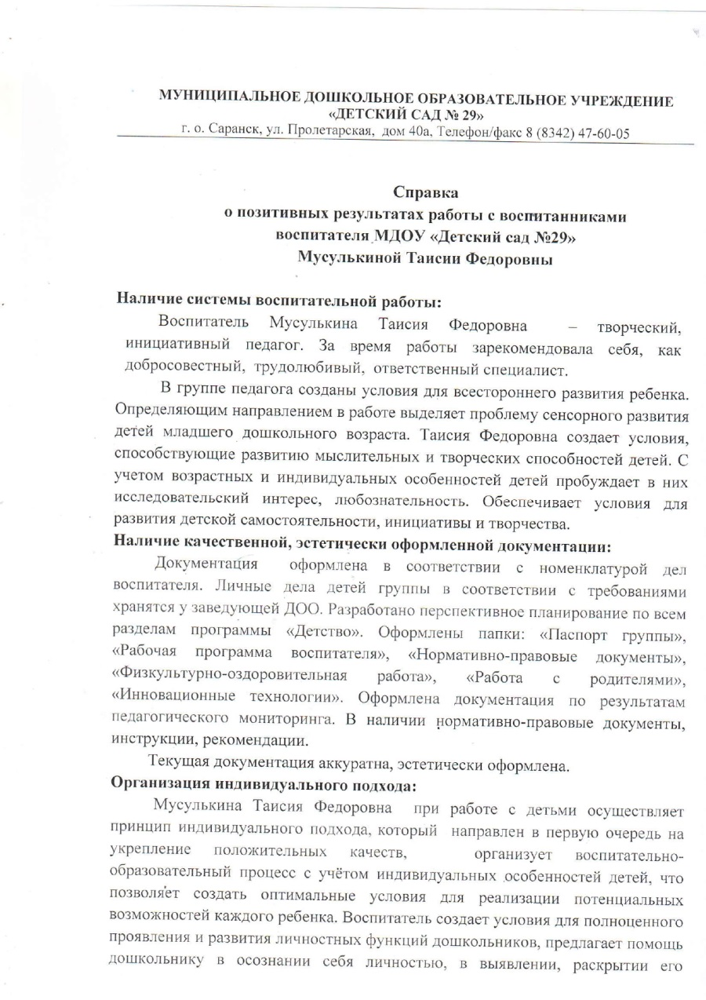 МУНИЦИПАЛЬНОЕ ДОШКОЛЬНОЕ ОБРАЗОВАТЕЛЬНОЕ УЧРЕЖДЕНИЕ
«ДЕТСКИЙ САД № 29»
г. о. Саранск, ул. Пролетарская, дом 40а, Телефон/факс 8 (8342) 47-60-05
Справка
о позитивных результатах работы с воспитанниками
воспитателя МДОУ «Детский сад №29»
Мусулькиной Таисии Федоровны
Наличие системы воспитательной работы:
Воспитатель Мусулькина Таисия Федоровна – творческий,
инициативный педагог. За время работы зарекомендовала себя, как
добросовестный, трудолюбивый, ответственный специалист.
В группе педагога созданы условия для всестороннего развития ребенка.
Определяющим направлением в работе выделяет проблему сенсорного развития
детей младшего дошкольного возраста. Таисия Федоровна создает условия,
способствующие развитию мыслительных и творческих способностей детей. С
учетом возрастных и индивидуальных особенностей детей пробуждает в них
исследовательский интерес, любознательность. Обеспечивает условия для
развития детской самостоятельности, инициативы и творчества.
Наличие качественной, эстетически оформленной документации:
Документация оформлена в соответствии с номенклатурой дел
воспитателя. Личные дела детей группы в соответствии с требованиями
хранятся у заведующей ДОО. Разработано перспективное планирование по всем
разделам программы «Детство». Оформлены папки: «Паспорт группы»,
«Рабочая программа воспитателя», «Нормативно-правовые документы»,
«Физкультурно-оздоровительная работа», «Работа с родителями»,
«Инновационные технологии». Оформлена документация по результатам
педагогического мониторинга. В наличии нормативно-правовые документы,
инструкции, рекомендации.
Текущая документация аккуратна, эстетически оформлена.
Организация индивидуального подхода:
Мусулькина Таисия Федоровна при работе с детьми осуществляет
принцип индивидуального подхода, который направлен в первую очередь на
укрепление положительных качеств, организует воспитательно-
образовательный процесс с учётом индивидуальных особенностей детей, что
позволяет создать оптимальные условия для реализации потенциальных
возможностей каждого ребенка. Воспитатель создает условия для полноценного
проявления и развития личностных функций дошкольников, предлагает помощь
дошкольнику в осознании себя личностью, в выявлении, раскрытии его